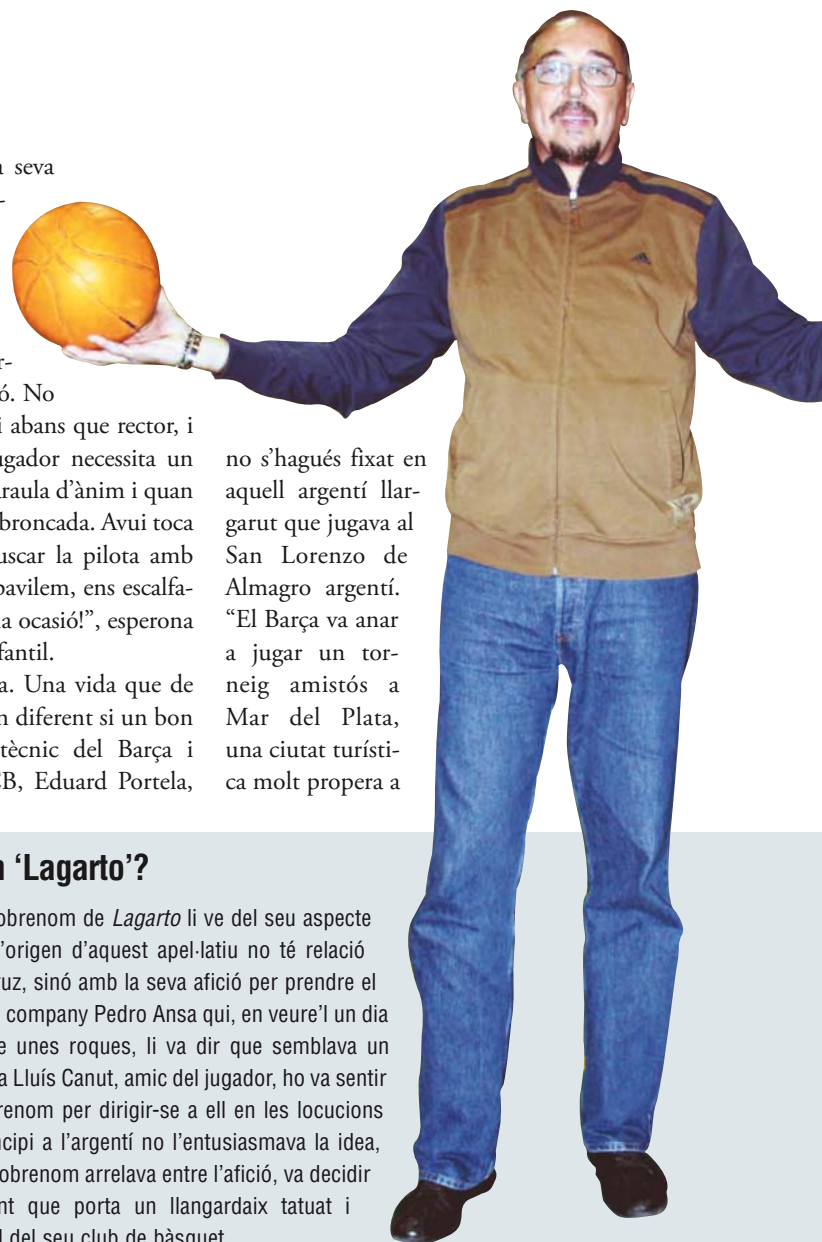 a seva
-
r-
ó. No
i abans que rector, i
ugador necessita un
araula d'ànim i quan
broncada. Avui toca
uscar la pilota amb
pavilem, ens escalfa-
a ocasió!", esperona
fantil.
a. Una vida que de
n diferent si un bon
tècnic del Barça i
CB, Eduard Portela,
no s'hagués fixat en
aquell argentí llar-
garut que jugava al
San Lorenzo de
Almagro argentí.
"El Barça va anar
a jugar un tor-
neig amistós a
Mar del Plata,
una ciutat turísti-
ca molt propera a
n 'Lagarto'?
obrenom de Lagarto li ve del seu aspecte
'origen d'aquest apel·latiu no té relació
ruz, sinó amb la seva afició per prendre el
company Pedro Ansa qui, en veure'l un dia
e unes roques, li va dir que semblava un
a Lluís Canut, amic del jugador, ho va sentir
renom per dirigir-se a ell en les locucions
ncipi a l'argentí no l'entusiasmava la idea,
obrenom arrelava entre l'afició, va decidir
nt que porta un llangardaix tatuat i
l del seu club de bàsquet.